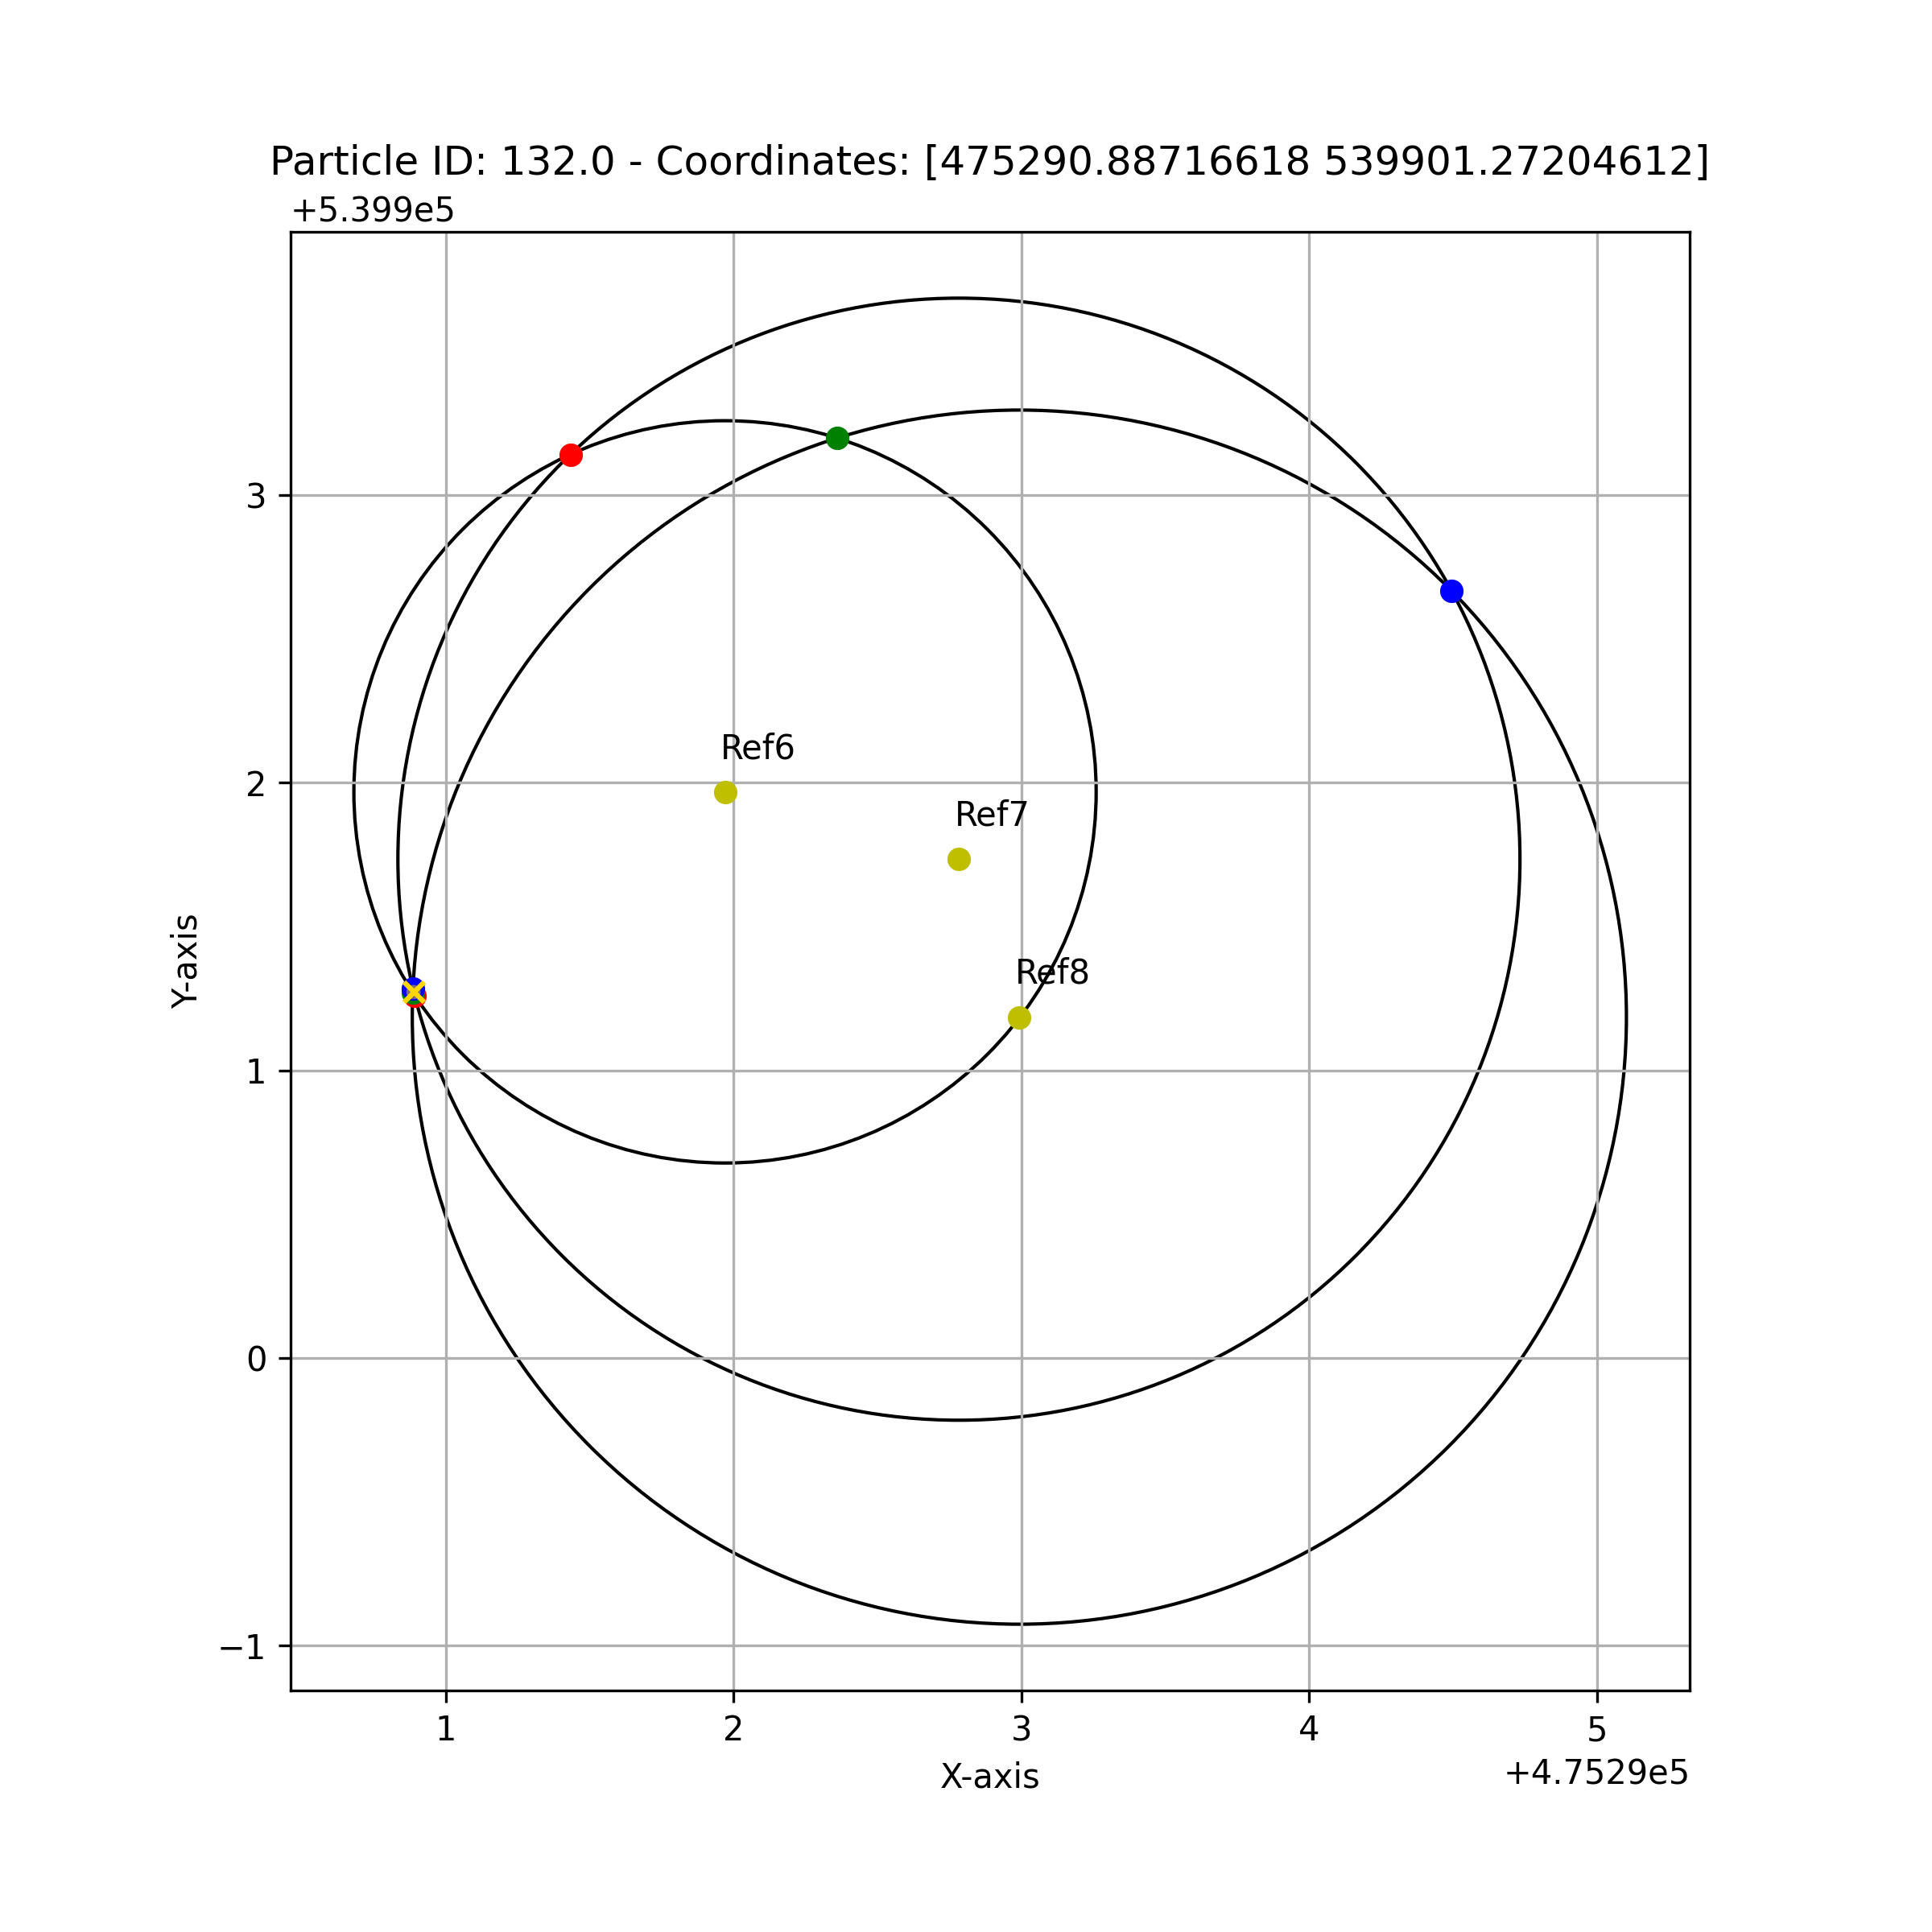 Particle ID: 132.0 - Coordinates: [475290.88716618 539901.27204612]
+5.399e5
3
Ref6
2
Ref7
Y-axis
Ref8
1
0
−1
1 2 3 4 5
X-axis
+4.7529e5